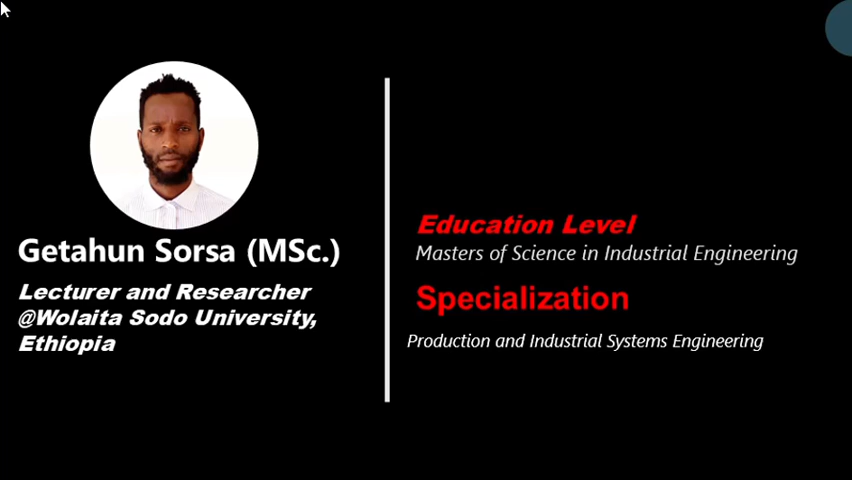 Getahun Sorsa (MSc.)
Lecturer and Researcher
@Wolaita Sodo University,
Ethiopia
Education Level
Masters of Science in Industrial Engineering
Specialization
Production and Industrial Systems Engineering